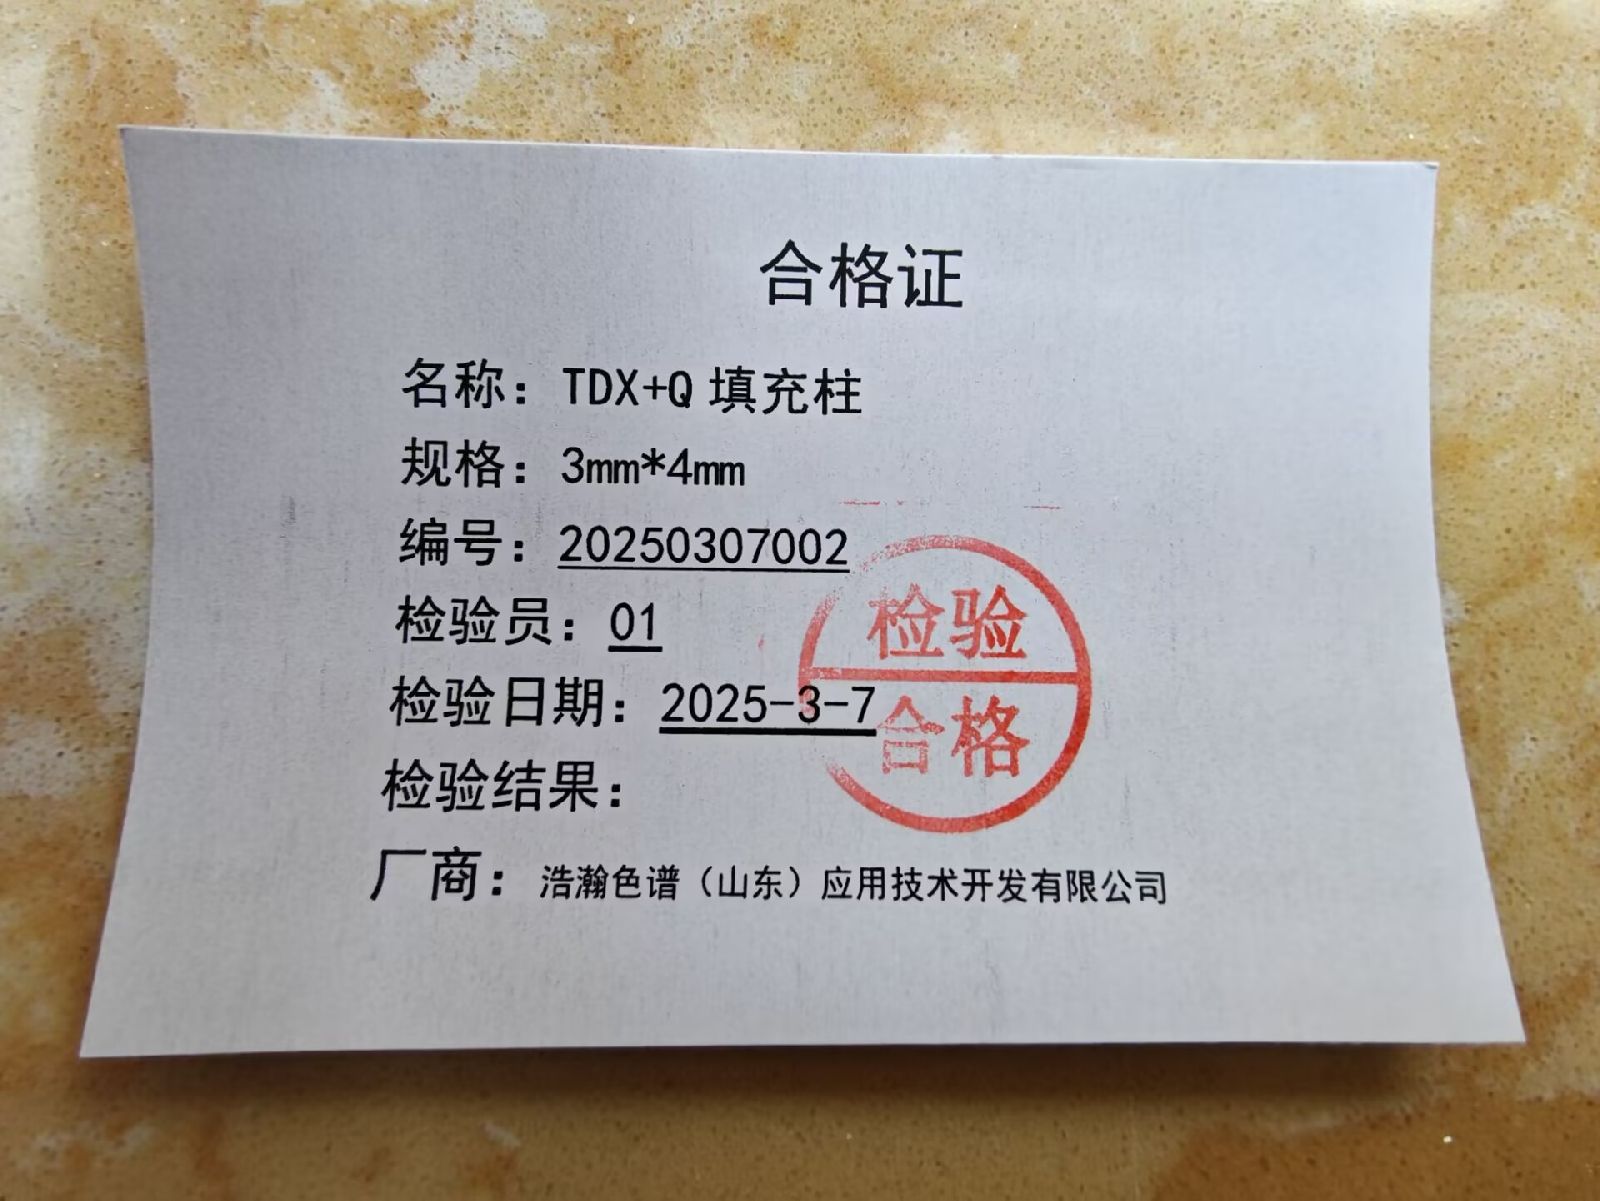 合格证
名称：TDX+Q 填充柱
规格：3mm*4mm
编号：20250307002
检验员：01
检验日期：2025-3-7
检验结果：
检验
合格
厂商：浩瀚色谱（山东）应用技术开发有限公司